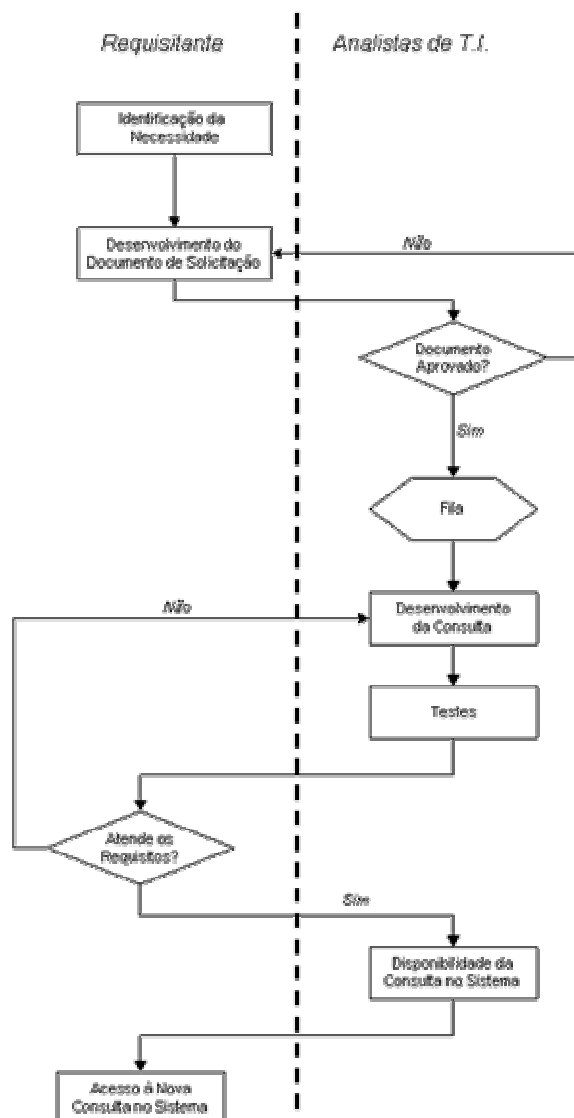 Requisitante
Analistas de T.I.
Identificação da
Necessidade
Desenvolvimento do
Documento de Solicitação
Não
Documento
Aprovado?
Sim
Fila
Não
Desenvolvimento
da Consulta
Testes
Atende os
Requisitos?
Sim
Disponibilidade da
Consulta no Sistema
Acesso à Nova
Consulta no Sistema